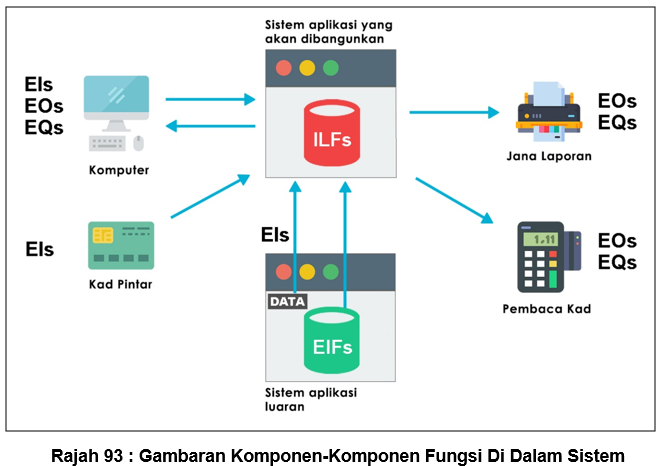 Sistem aplikasi yang
akan dibangunkan
EIs
EOs
EQs
Komputer
ILFs
EOs
EQs
Jana Laporan
EIs
Kad Pintar
EIs
1.11
EOs
EQs
Pembaca Kad
DATA
EIFs
Sistem aplikasi
luaran
Rajah 93 : Gambaran Komponen-Komponen Fungsi Di Dalam Sistem